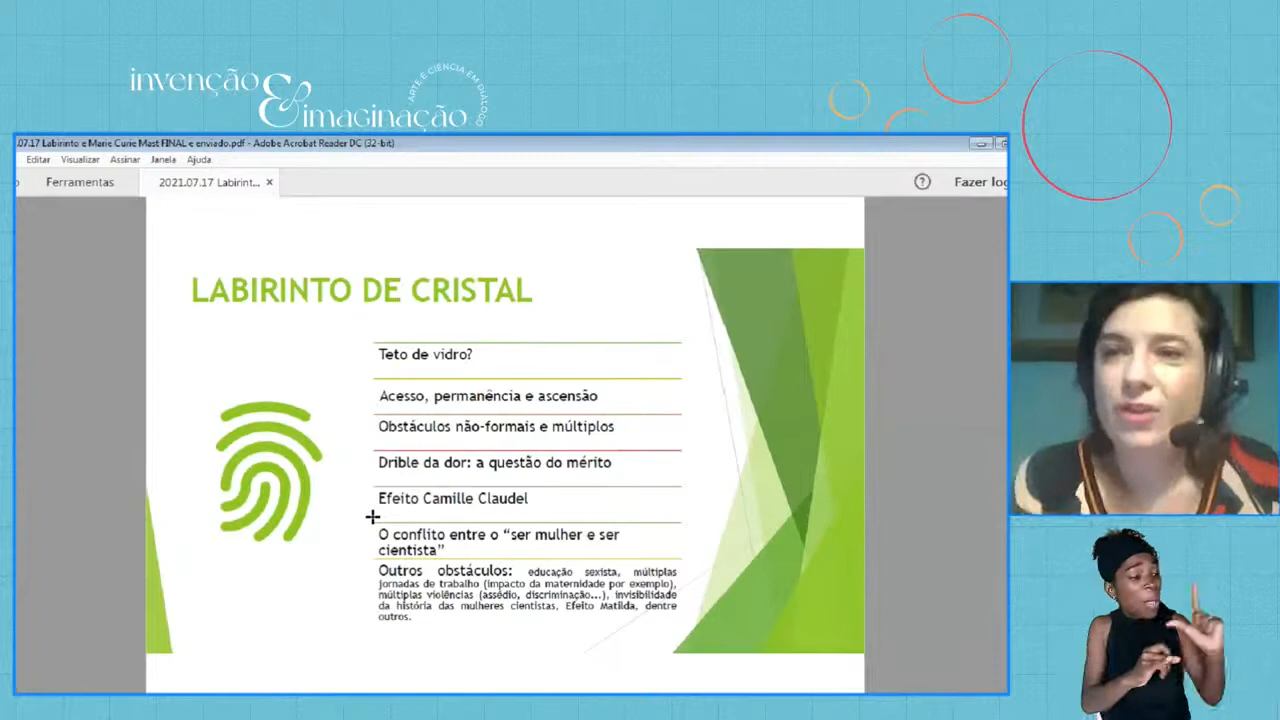 invenção
&imaginação
ARTE E CIÊNCIA EM DIÁLOGO
.07.17 Labirinto e Marie Curie Mast FINAL e enviado.pdf - Adobe Acrobat Reader DC (32-bit)
Editar Visualizar Assinar Janela Ajuda
Ferramentas 2021.07.17 Labirint... × ? Fazer log
LABIRINTO DE CRISTAL
Teto de vidro?
Acesso, permanência e ascensão
Obstáculos não-formais e múltiplos
Drible da dor: a questão do mérito
Efeito Camille Claudel
O conflito entre o “ser mulher e ser
cientista”
Outros obstáculos: educação sexista, múltiplas
jornadas de trabalho (impacto da maternidade por exemplo),
múltiplas violências (assédio, discriminação...), invisibilidade
da história das mulheres cientistas, Efeito Matilda, dentre
outros.